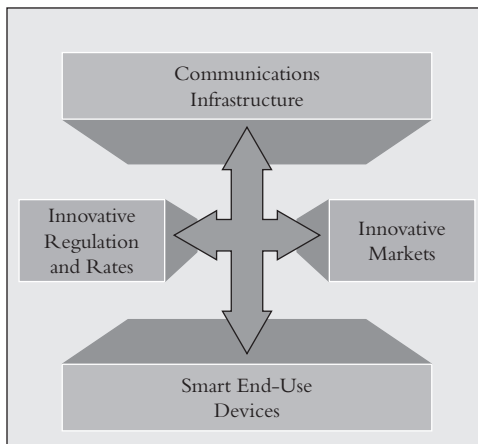 Communications
Infrastructure
Innovative
Regulation
and Rates
Innovative
Markets
Smart End-Use
Devices